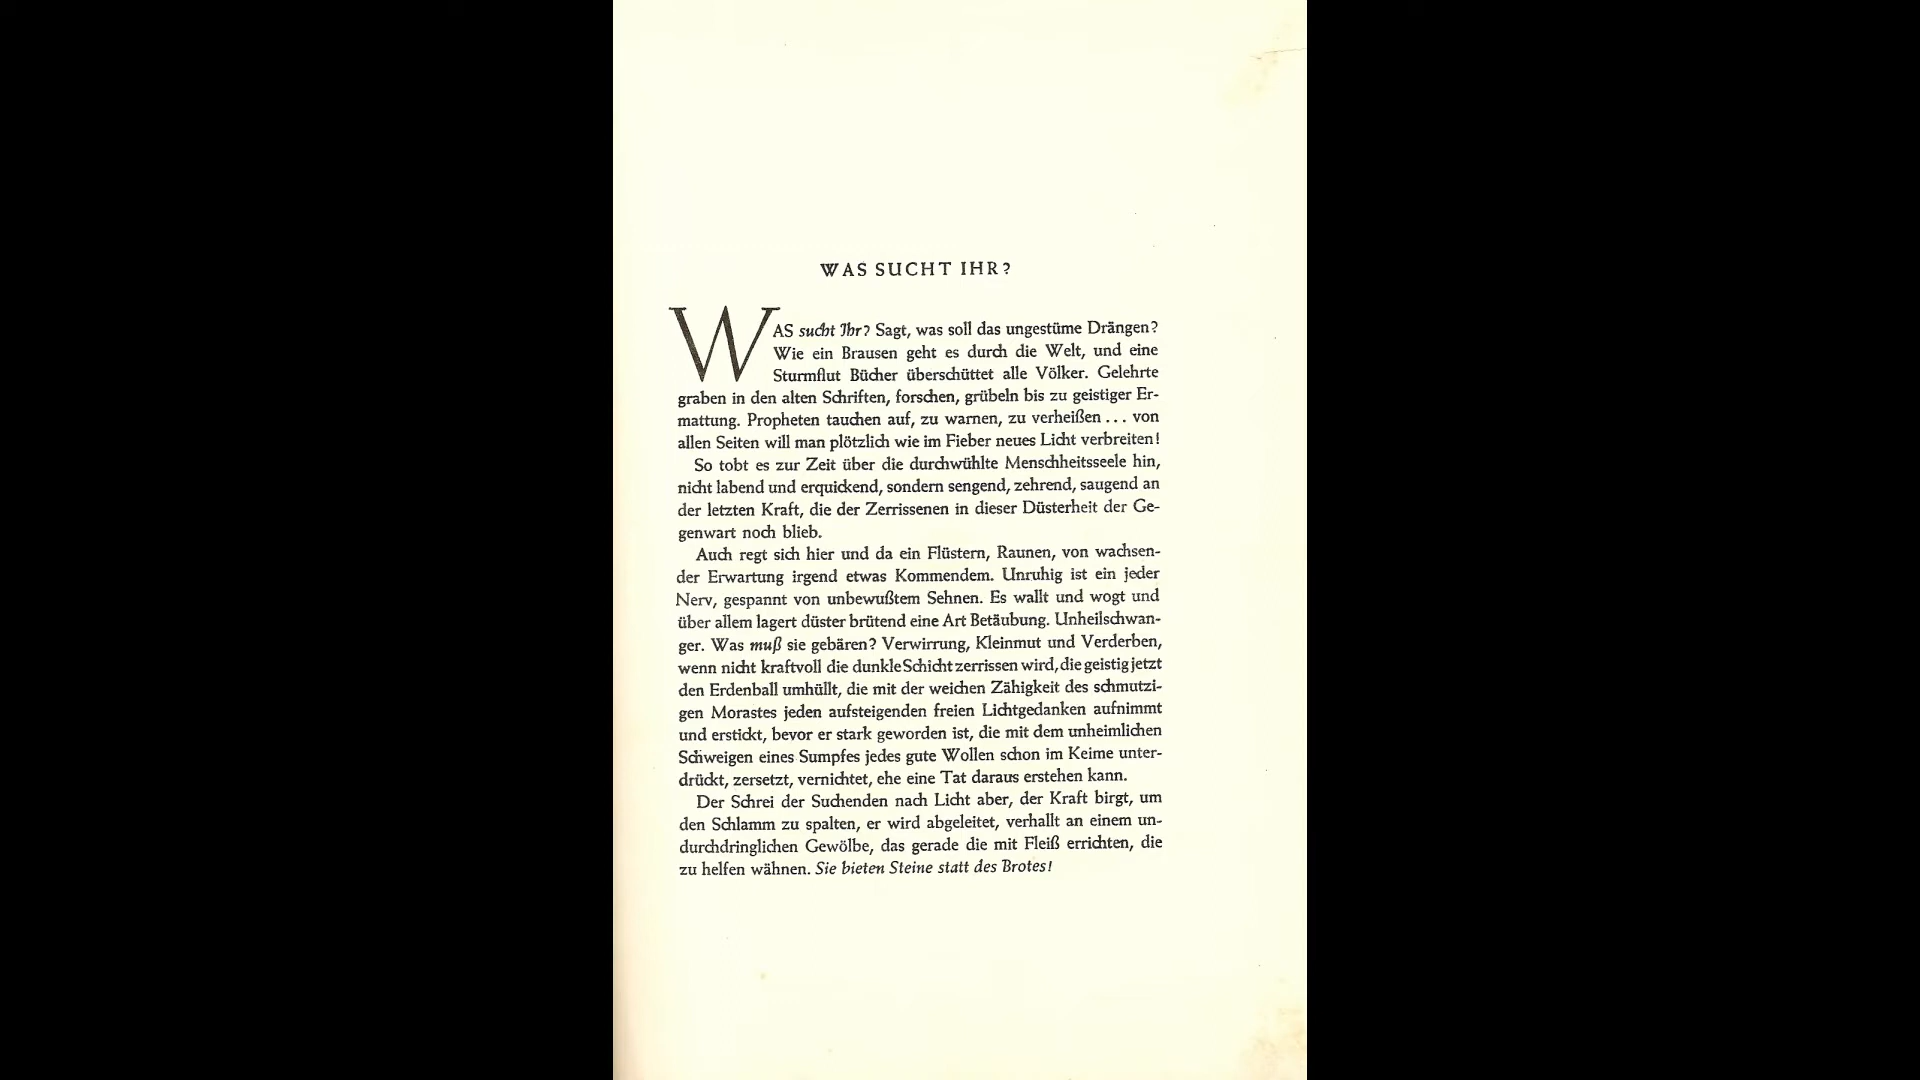 WAS SUCHT IHR?
WAS sucht Ihr? Sagt, was soll das ungestüme Drängen?
Wie ein Brausen geht es durch die Welt, und eine
Sturmflut Bücher überschüttet alle Völker. Gelehrte
graben in den alten Schriften, forschen, grübeln bis zu geistiger Er-
mattung. Propheten tauchen auf, zu warnen, zu verheißen ... von
allen Seiten will man plötzlich wie im Fieber neues Licht verbreiten!
So tobt es zur Zeit über die durchwühlte Menschheitsseele hin,
nicht labend und erquickend, sondern sengend, zehrend, saugend an
der letzten Kraft, die der Zerrissenen in dieser Düsterheit der Ge-
genwart noch blieb.
Auch regt sich hier und da ein Flüstern, Raunen, von wachsen-
der Erwartung irgend etwas Kommendem. Unruhig ist ein jeder
Nerv, gespannt von unbewußtem Sehnen. Es wallt und wogt und
über allem lagert düster brütend eine Art Betäubung. Unheilschwan-
ger. Was muß sie gebären? Verwirrung, Kleinmut und Verderben,
wenn nicht kraftvoll die dunkle Schicht zerrissen wird, die geistig jetzt
den Erdenball umhüllt, die mit der weichen Zähigkeit des schmutzi-
gen Morastes jeden aufsteigenden freien Lichtgedanken aufnimmt
und erstickt, bevor er stark geworden ist, die mit dem unheimlichen
Schweigen eines Sumpfes jedes gute Wollen schon im Keime unter-
drückt, zersetzt, vernichtet, ehe eine Tat daraus erstehen kann.
Der Schrei der Suchenden nach Licht aber, der Kraft birgt, um
den Schlamm zu spalten, er wird abgeleitet, verhallt an einem un-
durchdringlichen Gewölbe, das gerade die mit Fleiß errichten, die
zu helfen wähnen. Sie bieten Steine statt des Brotes!